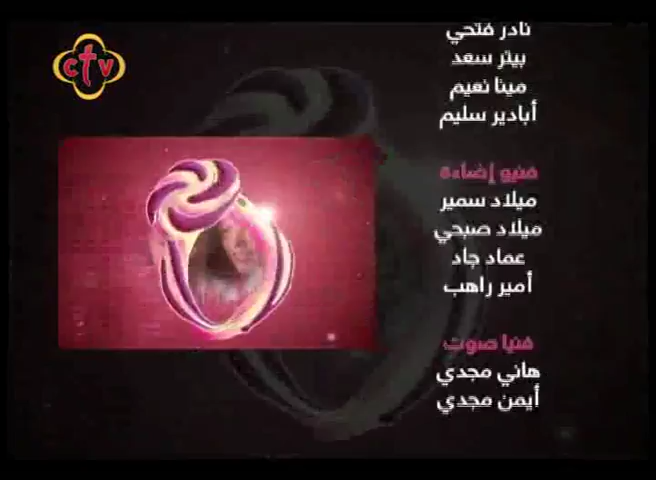 CTV
نادر فتحي
بيتر سعد
مينا نعيم
أبادير سليم
فنيو إضاءة
ميلاد سمير
ميلاد صبحي
عماد جاد
أمير راهب
فنيا صوت
هاني مجدي
أيمن مجدي